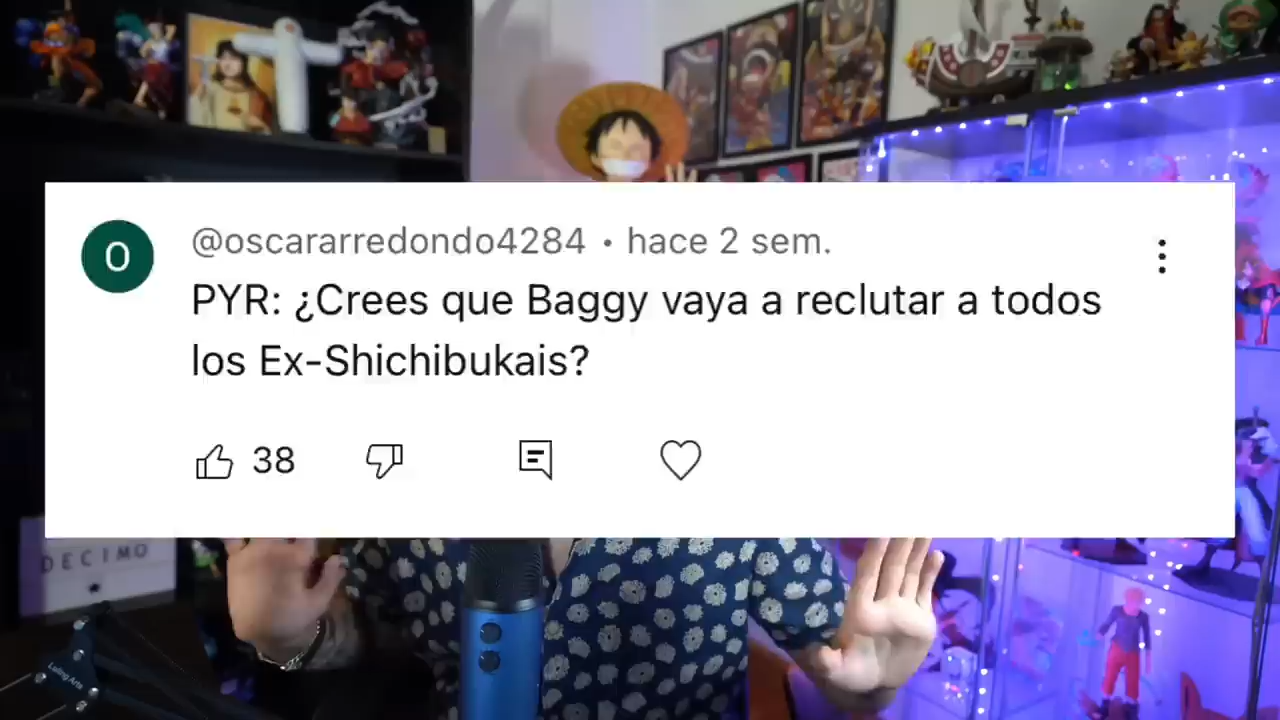 @oscararredondo4284 • hace 2 sem.
O
PYR: ¿Crees que Baggy vaya a reclutar a todos
los Ex-Shichibukais?
38
DECIMO